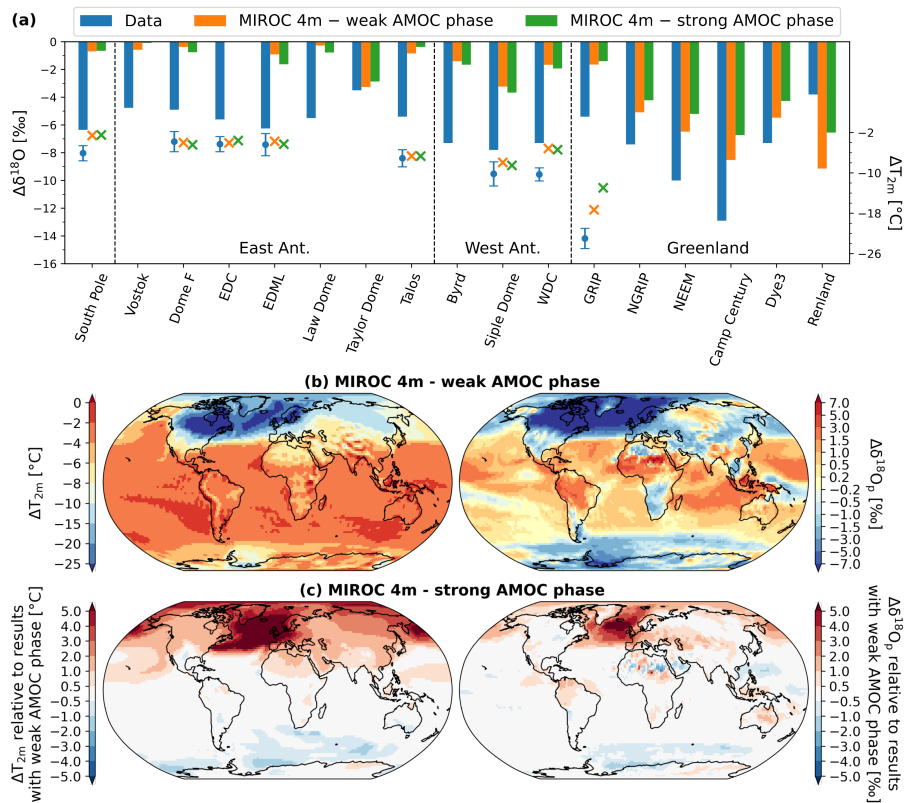 (a)
Data
MIROC 4m − weak AMOC phase
MIROC 4m − strong AMOC phase
0
−2
−4
−6
−8
−10
−12
−14
−16
Δδ¹⁸O [‰]
−2
−10
−18
−26
ΔT₂ₘ [°C]
East Ant.
West Ant.
Greenland
South Pole
Vostok
Dome F
EDC
EDML
Law Dome
Taylor Dome
Talos
Byrd
Siple Dome
WDC
GRIP
NGRIP
NEEM
Camp Century
Dye3
Renland
(b) MIROC 4m - weak AMOC phase
ΔT₂ₘ [°C]
0
−2
−4
−6
−8
−10
−15
−20
−25
7.0
5.0
3.0
1.5
0.5
0.2
−0.2
−0.5
−1.5
−3.0
−5.0
−7.0
Δδ¹⁸Oₚ [‰]
(c) MIROC 4m - strong AMOC phase
ΔT₂ₘ relative to results
with weak AMOC phase [°C]
5.0
4.0
3.0
2.0
1.0
0.5
−0.5
−1.0
−2.0
−3.0
−4.0
−5.0
5.0
4.0
3.0
2.0
1.0
0.5
−0.5
−1.0
−2.0
−3.0
−4.0
−5.0
Δδ¹⁸Oₚ relative to results
with weak AMOC phase [‰]